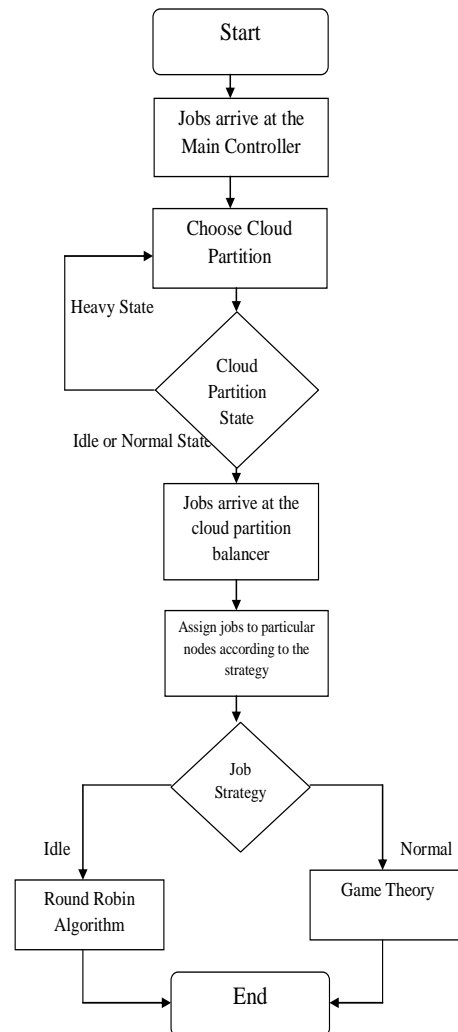 Start
Jobs arrive at the
Main Controller
Choose Cloud
Partition
Heavy State
Cloud
Partition
State
Idle or Normal State
Jobs arrive at the
cloud partition
balancer
Assign jobs to particular
nodes according to the
strategy
Job
Strategy
Idle
Normal
Round Robin
Algorithm
Game Theory
End